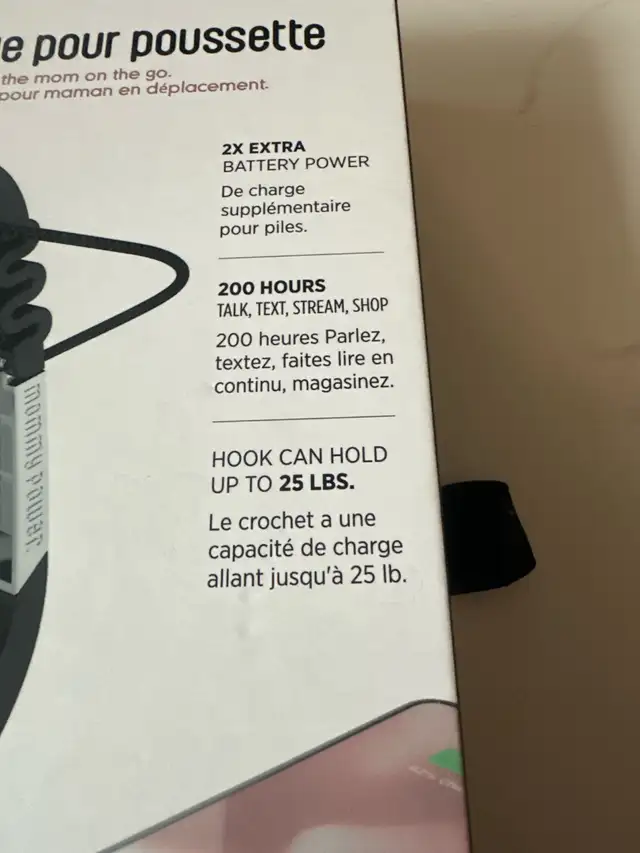 e pour poussette
the mom on the go.
pour maman en déplacement.
2X EXTRA
BATTERY POWER
De charge
supplémentaire
pour piles.
200 HOURS
TALK, TEXT, STREAM, SHOP
200 heures Parlez,
textez, faites lire en
continu, magasinez.
mommy power.
HOOK CAN HOLD
UP TO 25 LBS.
Le crochet a une
capacité de charge
allant jusqu'à 25 lb.